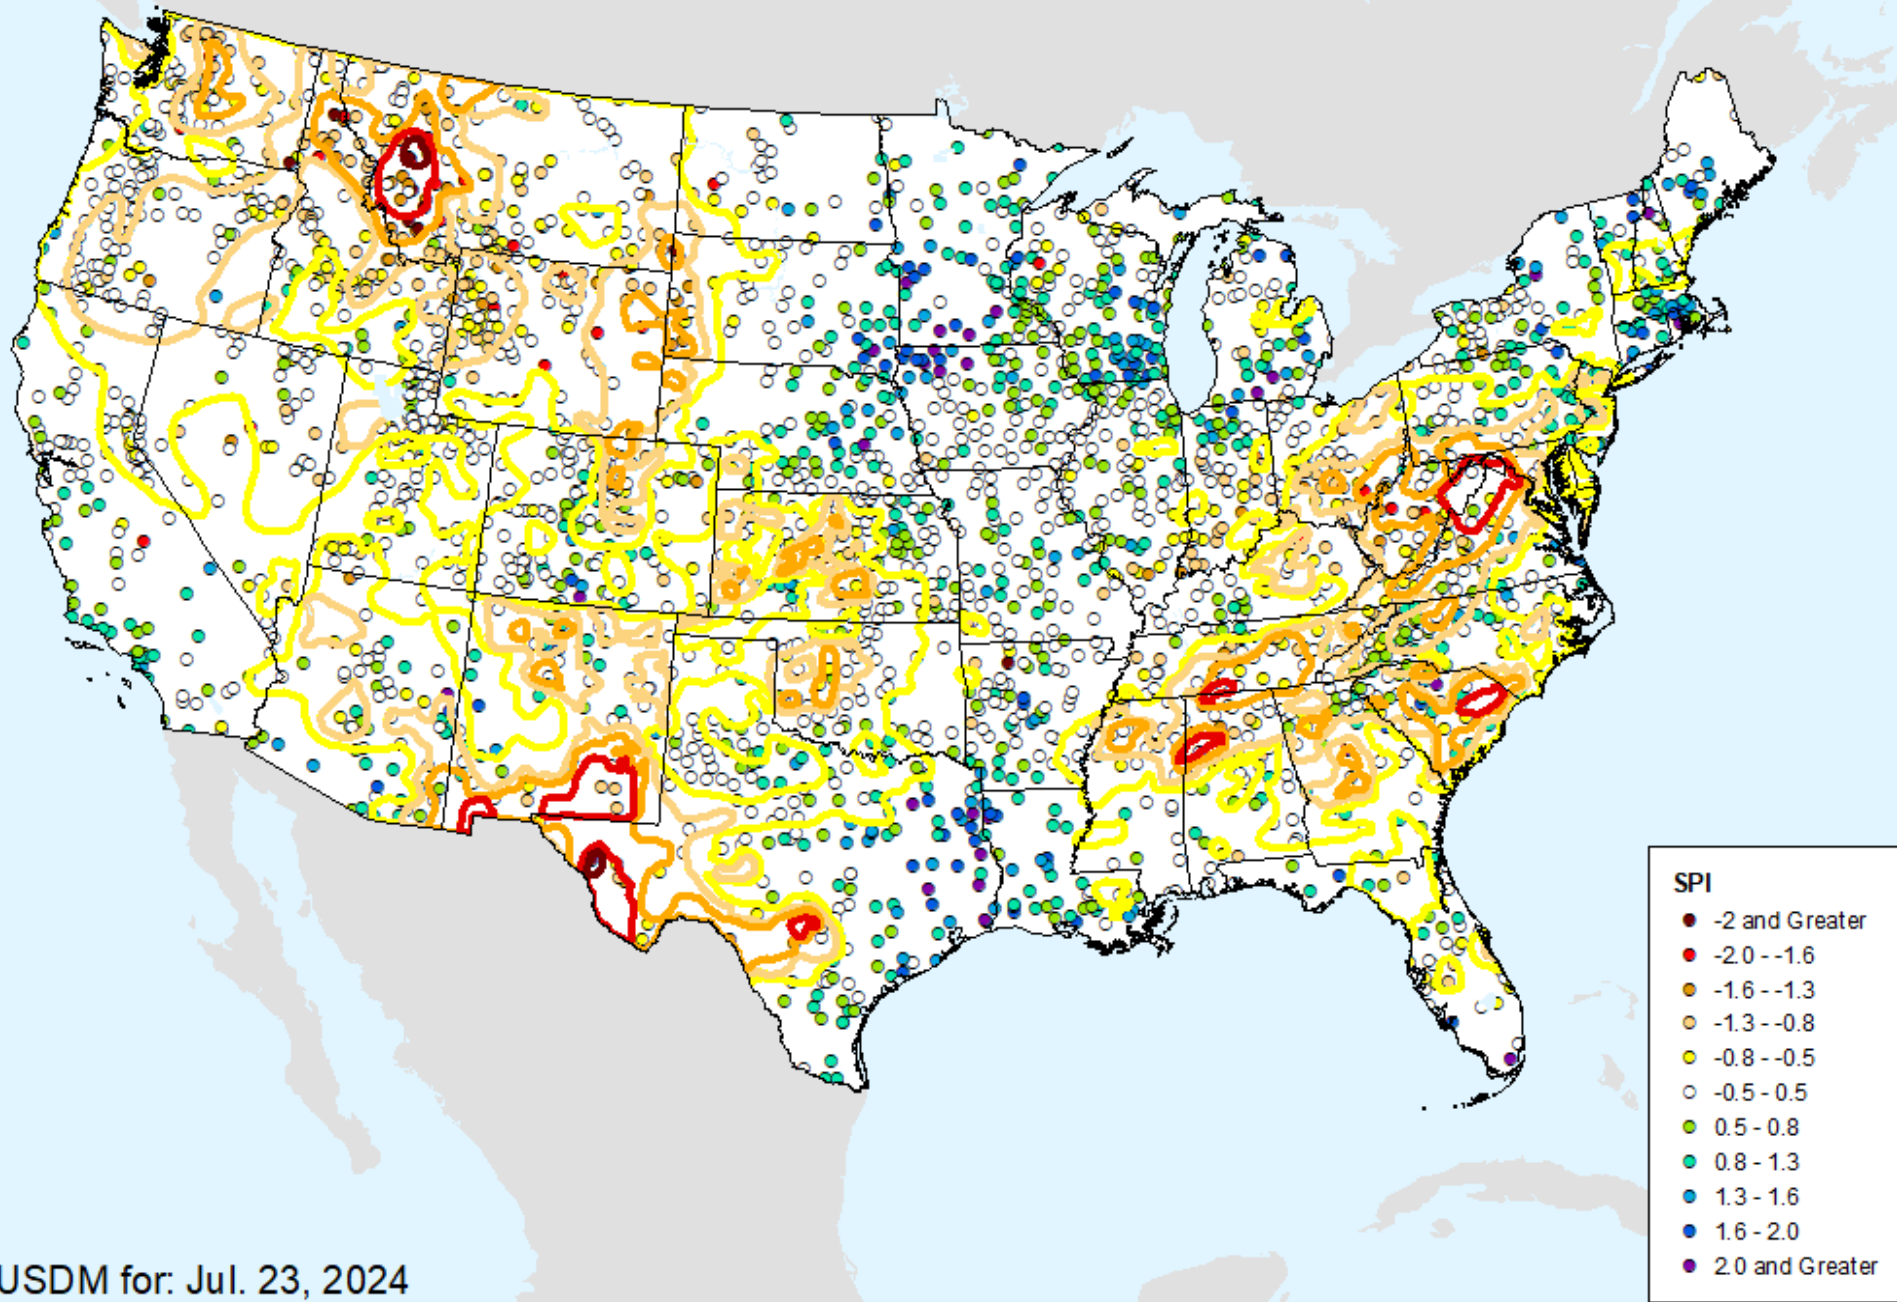 SPI
-2 and Greater
-2.0 - -1.6
-1.6 - -1.3
-1.3 - -0.8
-0.8 - -0.5
-0.5 - 0.5
0.5 - 0.8
0.8 - 1.3
1.3 - 1.6
1.6 - 2.0
2.0 and Greater
USDM for: Jul. 23, 2024